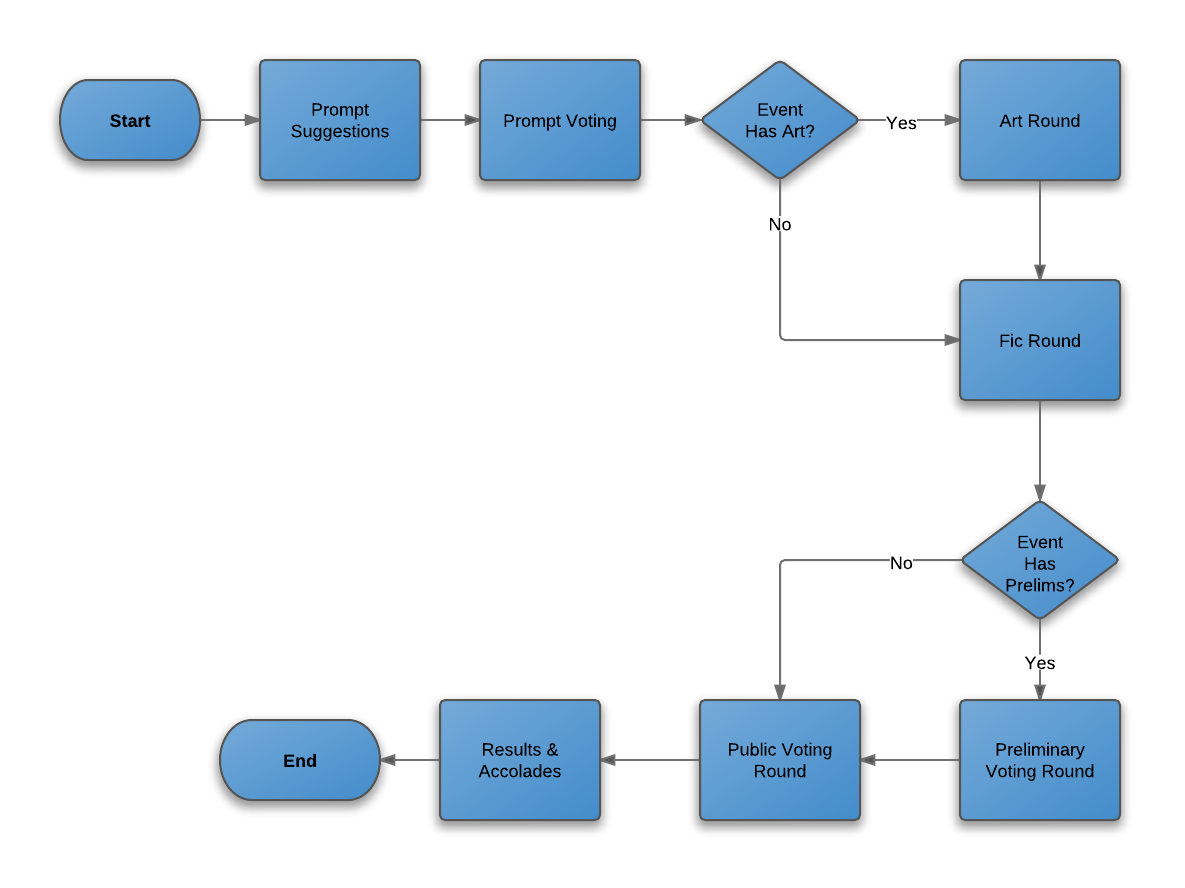 Start
Prompt
Suggestions
Prompt Voting
Event
Has Art?
Yes
Art Round
No
Fic Round
Event
Has
Prelims?
No
Yes
End
Results &
Accolades
Public Voting
Round
Preliminary
Voting Round